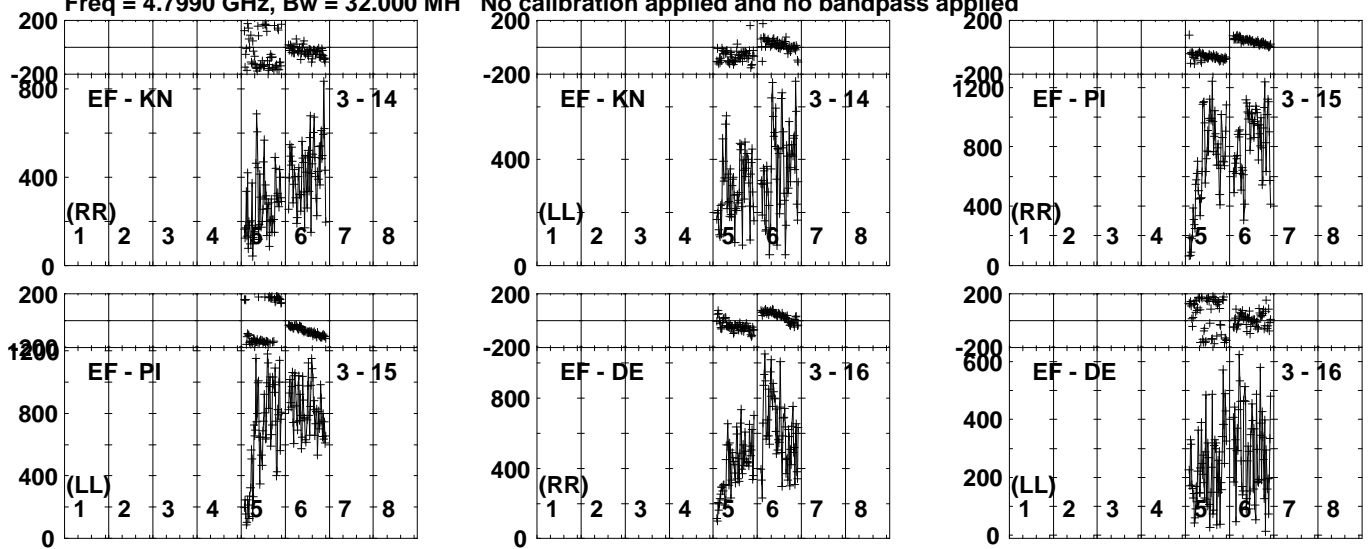 Freq = 4.7990 GHz, Bw = 32.000 MH No calibration applied and no bandpass applied
200
-200
800
400
0
EF - KN 3 - 14
(RR)
1 2 3 4 5 6 7 8
200
-200
400
0
EF - KN 3 - 14
(LL)
1 2 3 4 5 6 7 8
200
-200
1200
800
400
0
EF - PI 3 - 15
(RR)
1 2 3 4 5 6 7 8
200
-200
1200
800
400
0
EF - PI 3 - 15
(LL)
1 2 3 4 5 6 7 8
200
-200
800
400
0
EF - DE 3 - 16
(RR)
1 2 3 4 5 6 7 8
200
-200
600
400
200
0
EF - DE 3 - 16
(LL)
1 2 3 4 5 6 7 8